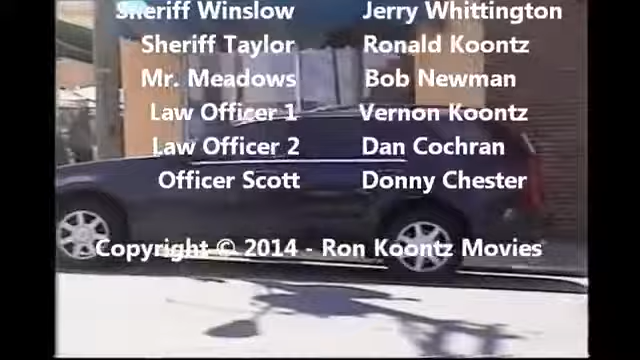 Sheriff Winslow Jerry Whittington
Sheriff Taylor Ronald Koontz
Mr. Meadows Bob Newman
Law Officer 1 Vernon Koontz
Law Officer 2 Dan Cochran
Officer Scott Donny Chester
Copyright © 2014 - Ron Koontz Movies